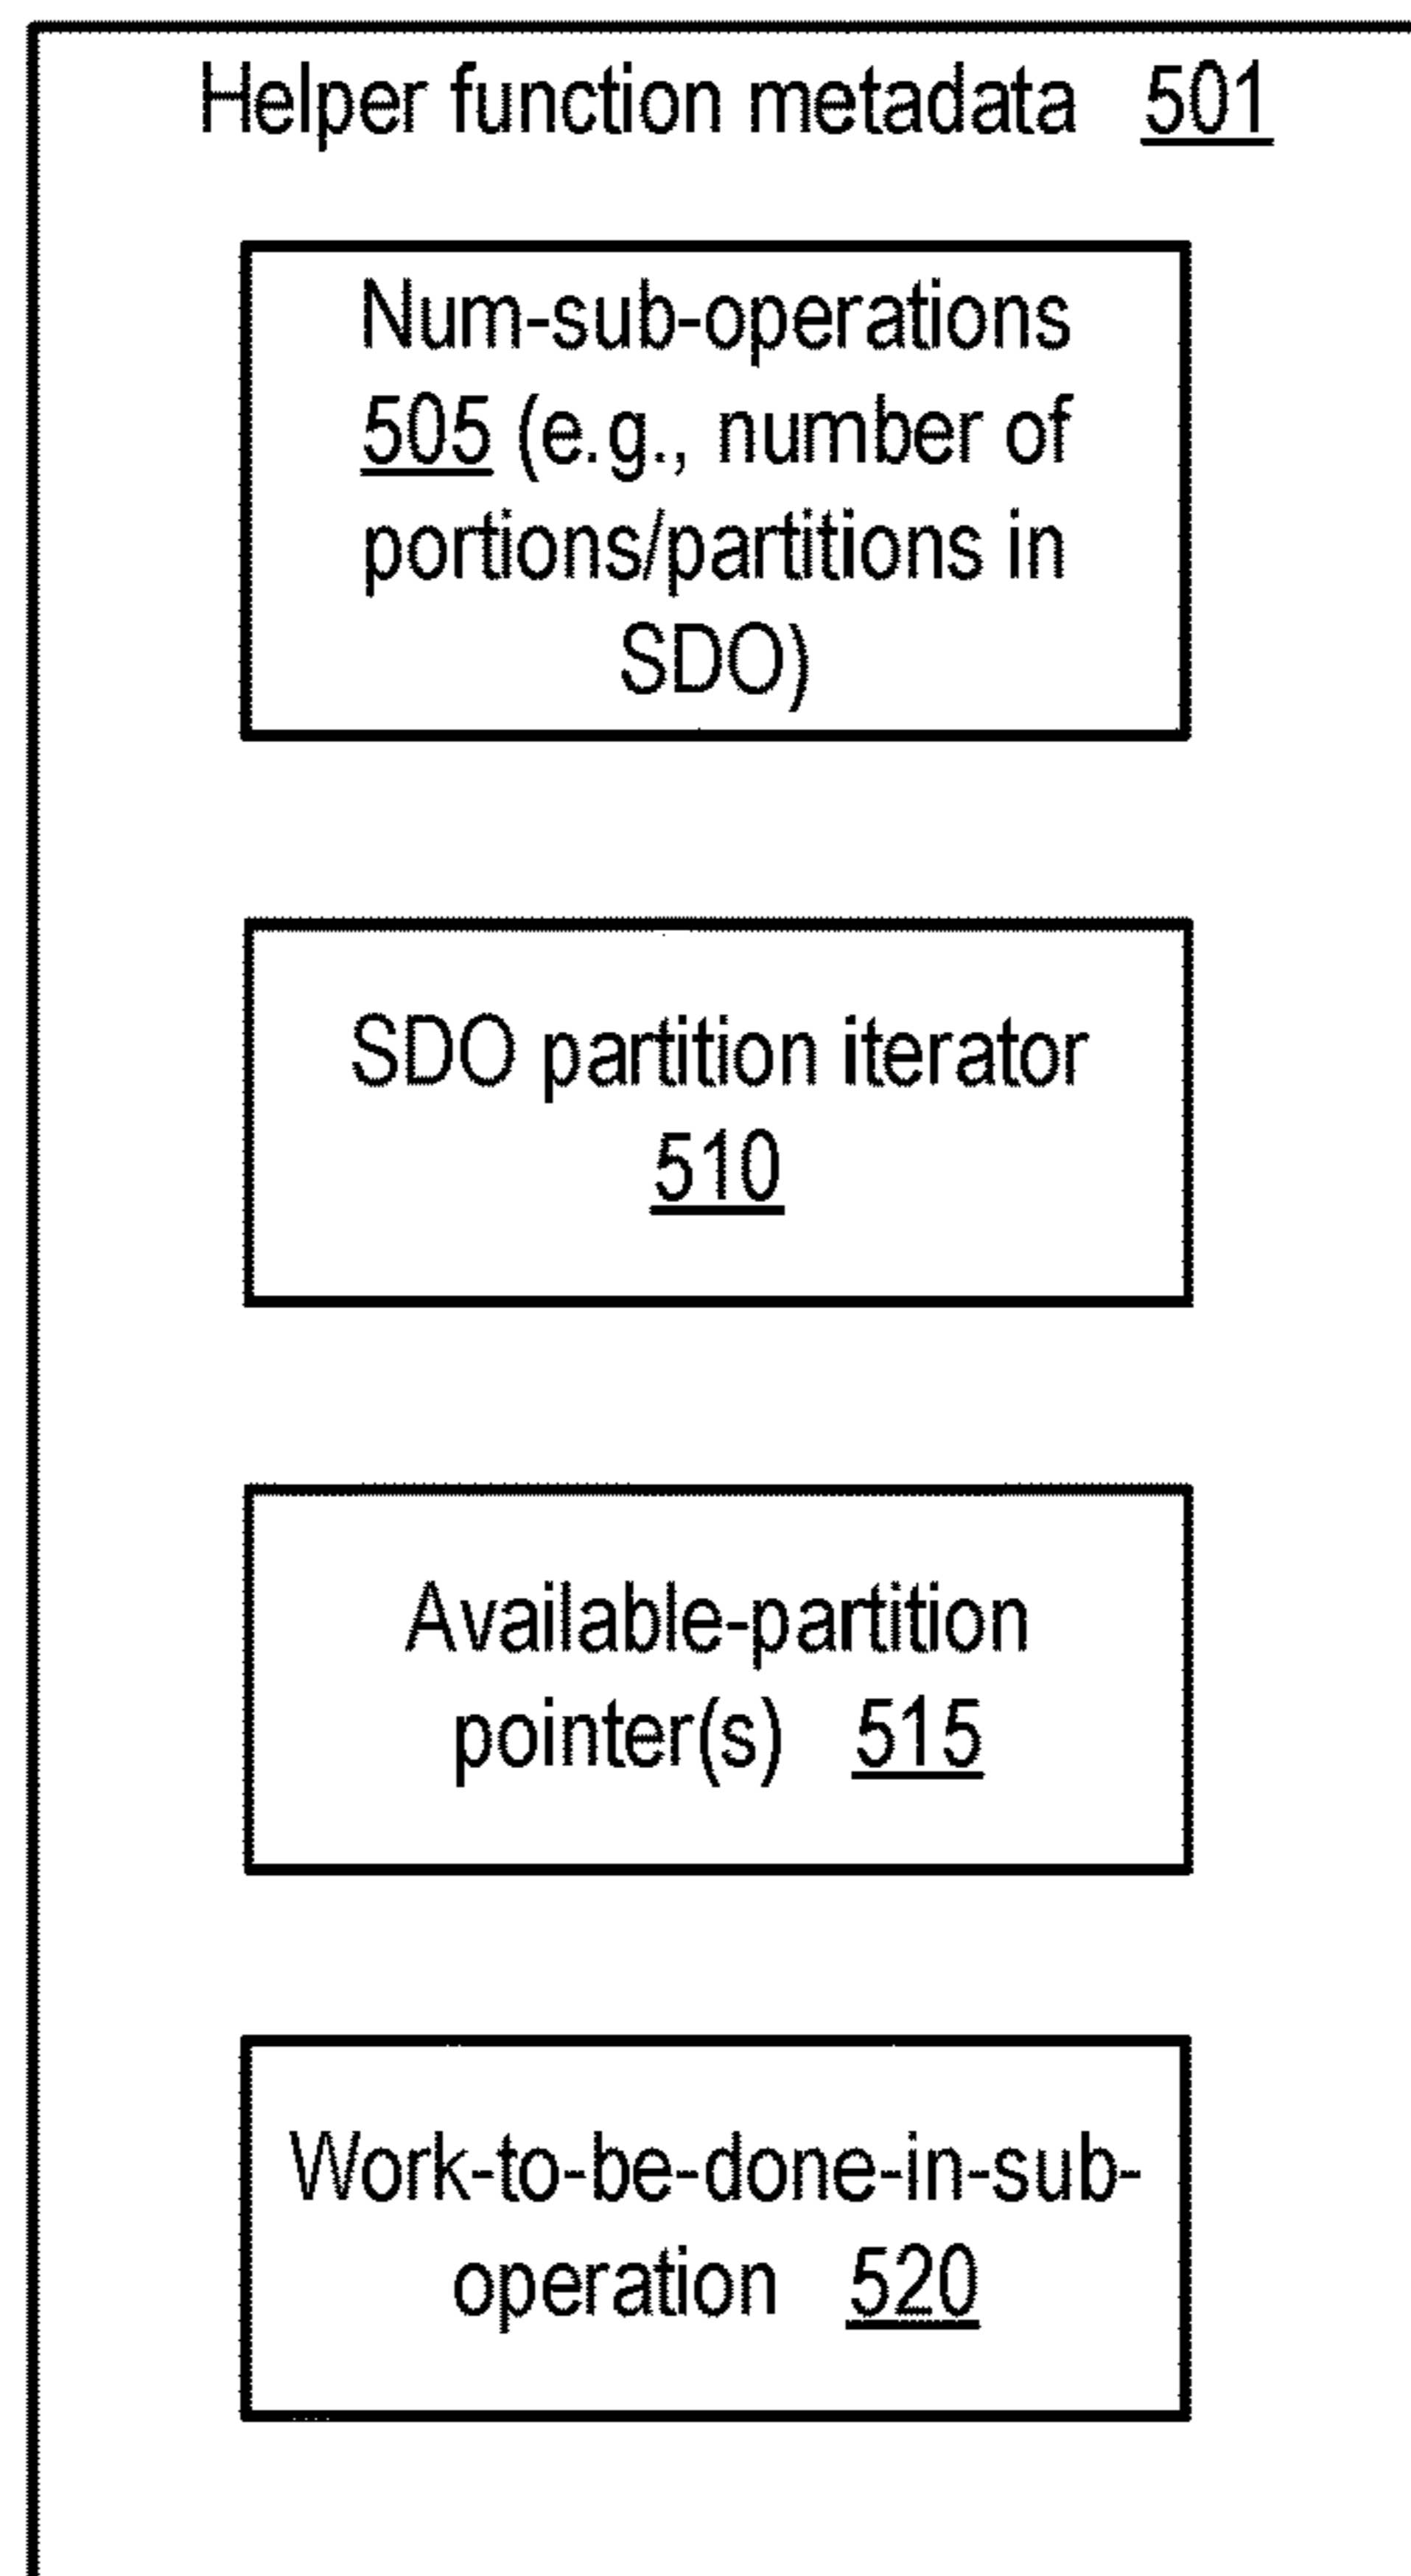 Helper function metadata 501
Num-sub-operations
505 (e.g., number of
portions/partitions in
SDO)
SDO partition iterator
510
Available-partition
pointer(s) 515
Work-to-be-done-in-sub-
operation 520